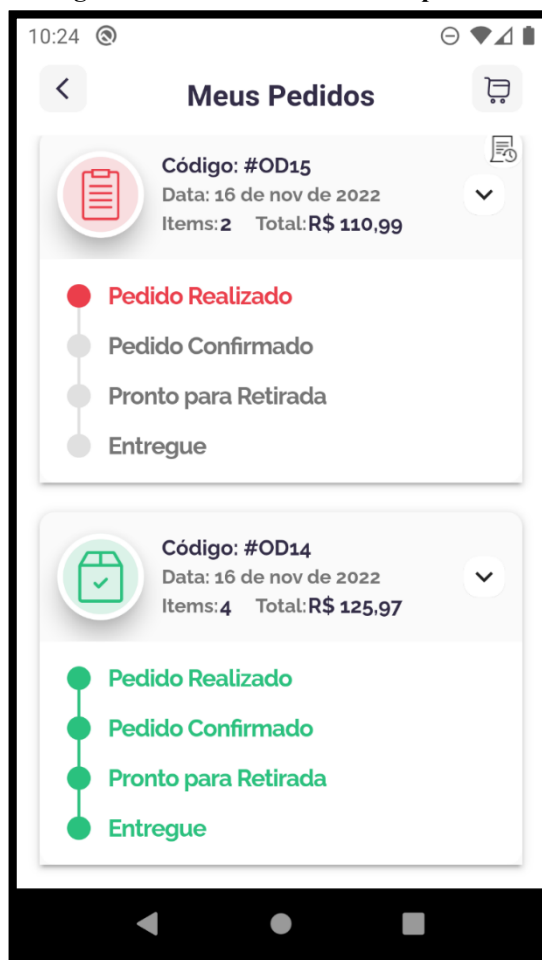 10:24
Meus Pedidos
Código: #OD15
Data: 16 de nov de 2022
Items:2 Total:R$ 110,99
Pedido Realizado
Pedido Confirmado
Pronto para Retirada
Entregue
Código: #OD14
Data: 16 de nov de 2022
Items:4 Total:R$ 125,97
Pedido Realizado
Pedido Confirmado
Pronto para Retirada
Entregue